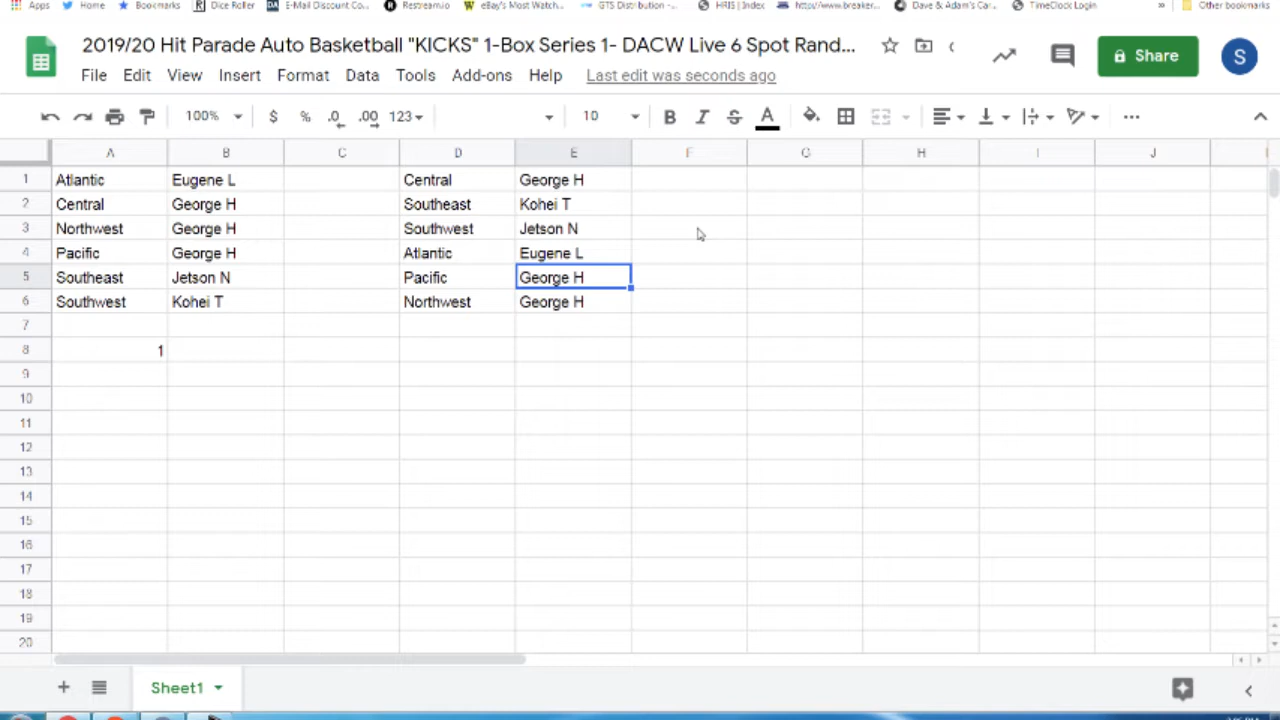 Apps Home Bookmarks Dice Roller E-Mail Discount Co... Restream.io eBay's Most Watch... GTS Distribution -... HRIS | Index http://www.breaker... Dave & Adam's Car... TimeClock Login » Other bookmarks
2019/20 Hit Parade Auto Basketball "KICKS" 1-Box Series 1- DACW Live 6 Spot Rand...
File Edit View Insert Format Data Tools Add-ons Help Last edit was seconds ago
Share S
100% $ % .0 .00 123 10 B I S A
A B C D E F G H I J
1 Atlantic Eugene L Central George H
2 Central George H Southeast Kohei T
3 Northwest George H Southwest Jetson N
4 Pacific George H Atlantic Eugene L
5 Southeast Jetson N Pacific George H
6 Southwest Kohei T Northwest George H
7
8 1
9
10
11
12
13
14
15
16
17
18
19
20
Sheet1